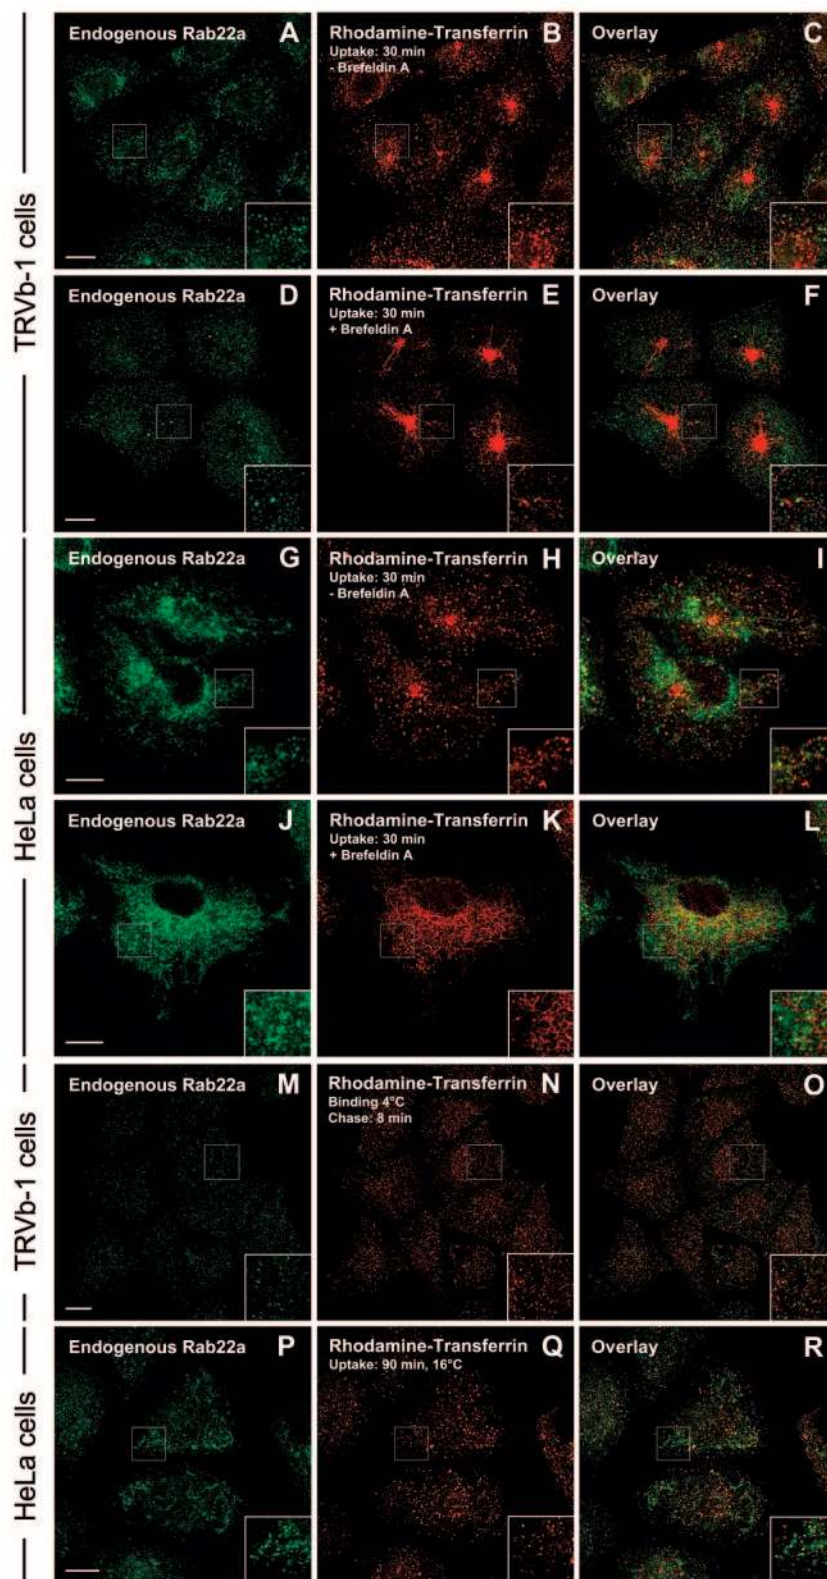 TRVb-1 cells
Endogenous Rab22a A
Rhodamine-Transferrin B
Uptake: 30 min
- Brefeldin A
Overlay C
Endogenous Rab22a D
Rhodamine-Transferrin E
Uptake: 30 min
+ Brefeldin A
Overlay F
HeLa cells
Endogenous Rab22a G
Rhodamine-Transferrin H
Uptake: 30 min
- Brefeldin A
Overlay I
Endogenous Rab22a J
Rhodamine-Transferrin K
Uptake: 30 min
+ Brefeldin A
Overlay L
TRVb-1 cells
Endogenous Rab22a M
Rhodamine-Transferrin N
Binding 4°C
Chase: 8 min
Overlay O
HeLa cells
Endogenous Rab22a P
Rhodamine-Transferrin Q
Uptake: 90 min, 16°C
Overlay R